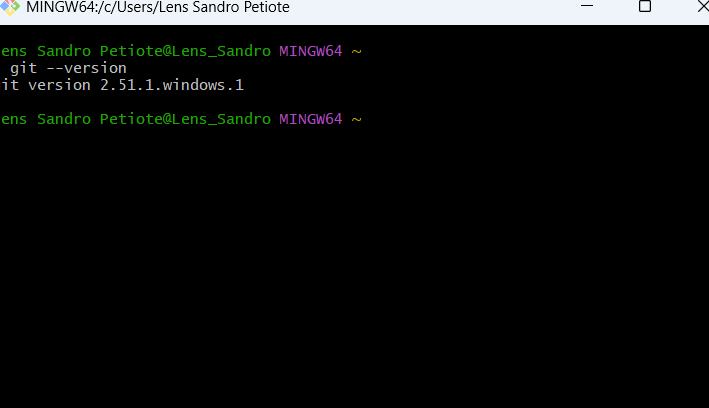 MINGW64:/c/Users/Lens Sandro Petiote
ens Sandro Petiote@Lens_Sandro MINGW64 ~
git --version
it version 2.51.1.windows.1
ens Sandro Petiote@Lens_Sandro MINGW64 ~